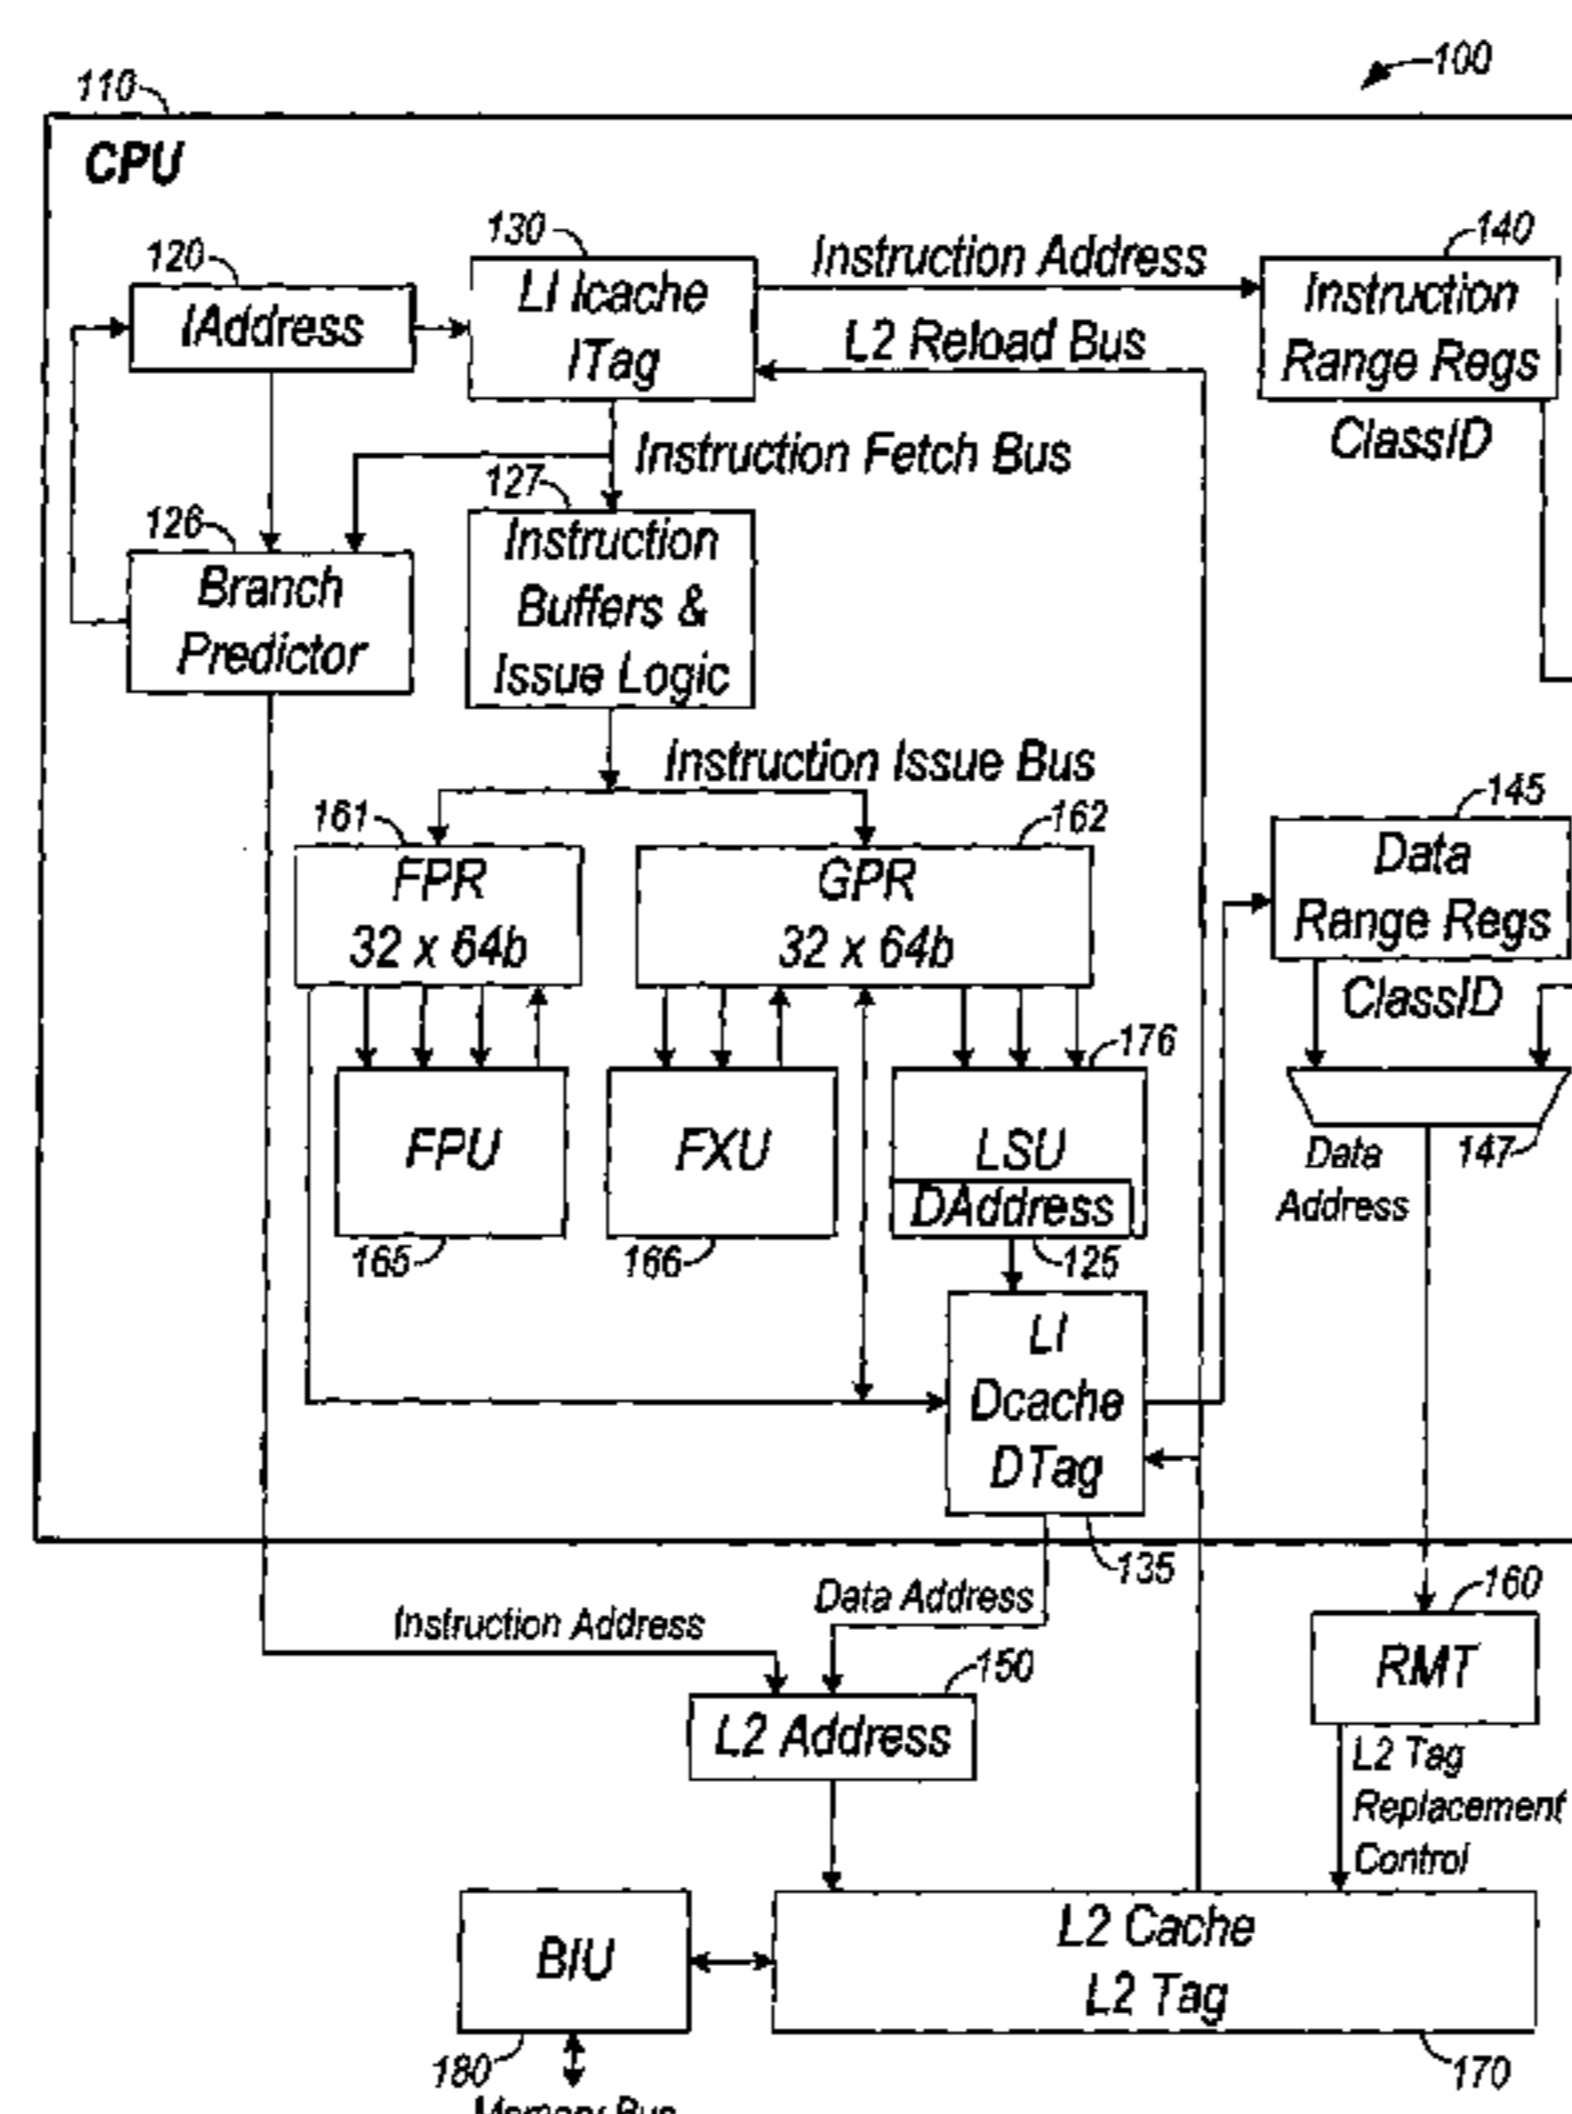 100
110
CPU
120
IAddress
130
LI Icache
ITag
Instruction Address
L2 Reload Bus
140
Instruction
Range Regs
ClassID
Instruction Fetch Bus
126
Branch
Predictor
127
Instruction
Buffers &
Issue Logic
Instruction Issue Bus
161
FPR
32 x 64b
162
GPR
32 x 64b
145
Data
Range Regs
ClassID
FPU
165
FXU
166
176
LSU
DAddress
125
147
Data
Address
LI
Dcache
DTag
135
Instruction Address
Data Address
150
L2 Address
160
RMT
L2 Tag
Replacement
Control
BIU
180
L2 Cache
L2 Tag
170
Memory Bus